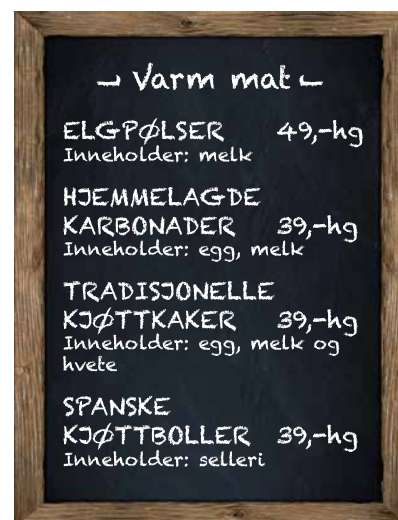 Varm mat
ELGPØLSER 49,-hg
Inneholder: melk
HJEMMELAGDE
KARBONADER 39,-hg
Inneholder: egg, melk
TRADISJONELLE
KJØTTKAKER 39,-hg
Inneholder: egg, melk og
hvete
SPANSKE
KJØTTBOLLER 39,-hg
Inneholder: selleri